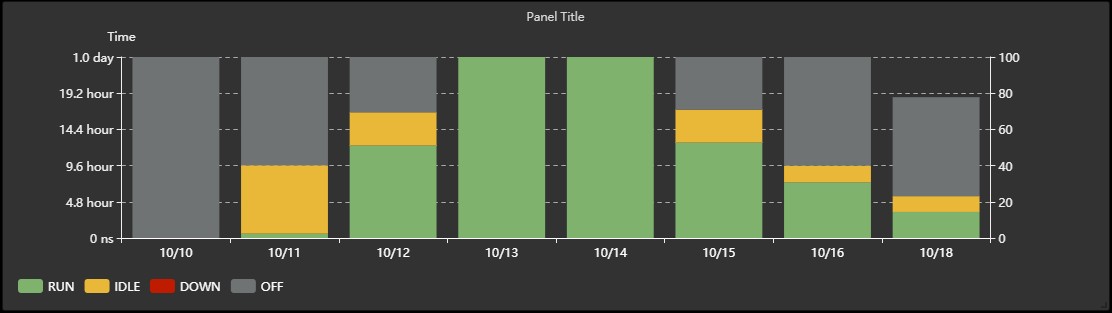 Panel Title
Time
1.0 day 100
19.2 hour 80
14.4 hour 60
9.6 hour 40
4.8 hour 20
0 ns 0
10/10 10/11 10/12 10/13 10/14 10/15 10/16 10/18
RUN IDLE DOWN OFF